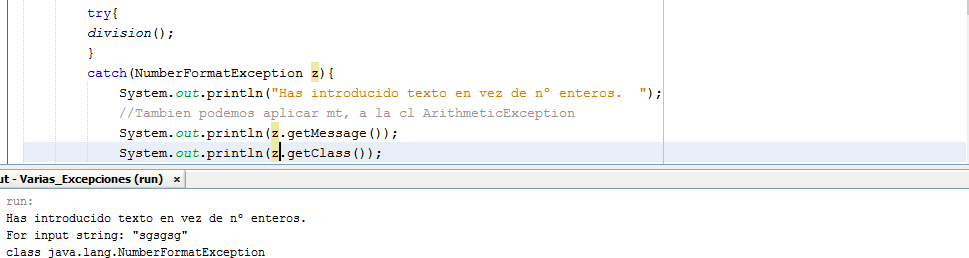 try{
division();
}
catch(NumberFormatException z){
System.out.println("Has introducido texto en vez de nº enteros.  ");
//Tambien podemos aplicar mt, a la cl ArithmeticException
System.out.println(z.getMessage());
System.out.println(z.getClass());
ut - Varias_Excepciones (run) ×
run:
Has introducido texto en vez de nº enteros.
For input string: "sgsgsg"
class java.lang.NumberFormatException